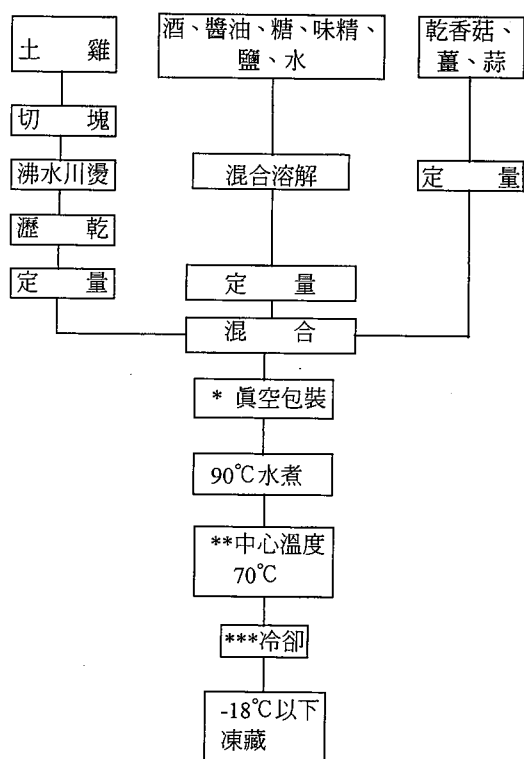 土 雞
切 塊
沸水川燙
瀝 乾
定 量
酒、醬油、糖、味精、
鹽、水
混合溶解
定 量
乾香菇、
薑、蒜
定 量
混 合
* 眞空包裝
90℃水煮
**中心溫度
70℃
***冷卻
-18℃以下
凍藏